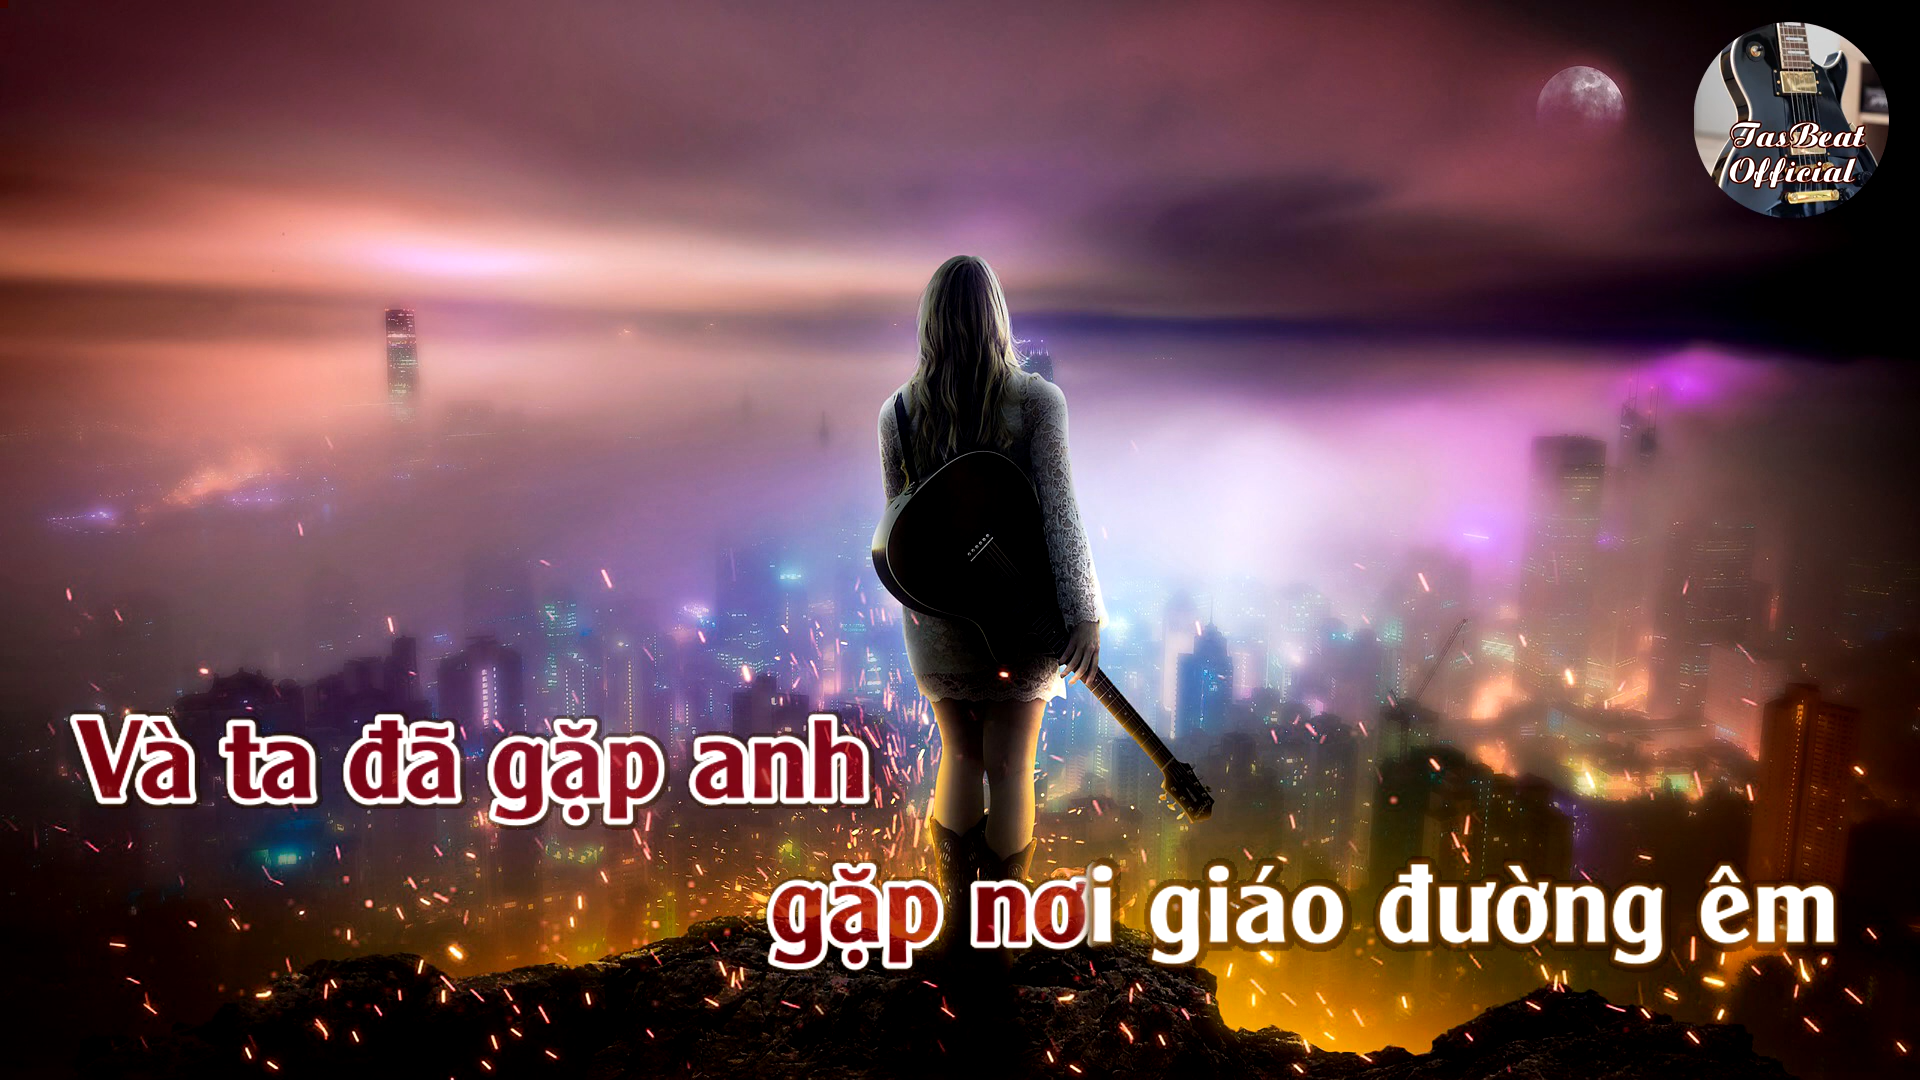 TasBeat
Official
Và ta đã gặp anh
gặp nơi giáo đường êm